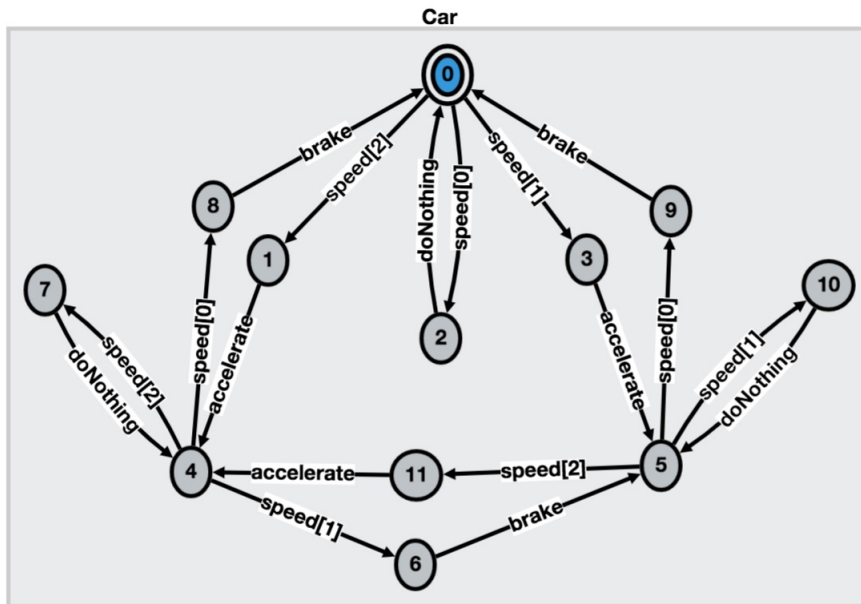 Car
0
brake
speed[2]
doNothing
speed[0]
speed[1]
brake
8
9
1
3
7
10
2
speed[2]
doNothing
speed[0]
accelerate
accelerate
speed[0]
speed[1]
doNothing
4
accelerate
11
speed[2]
5
speed[1]
brake
6